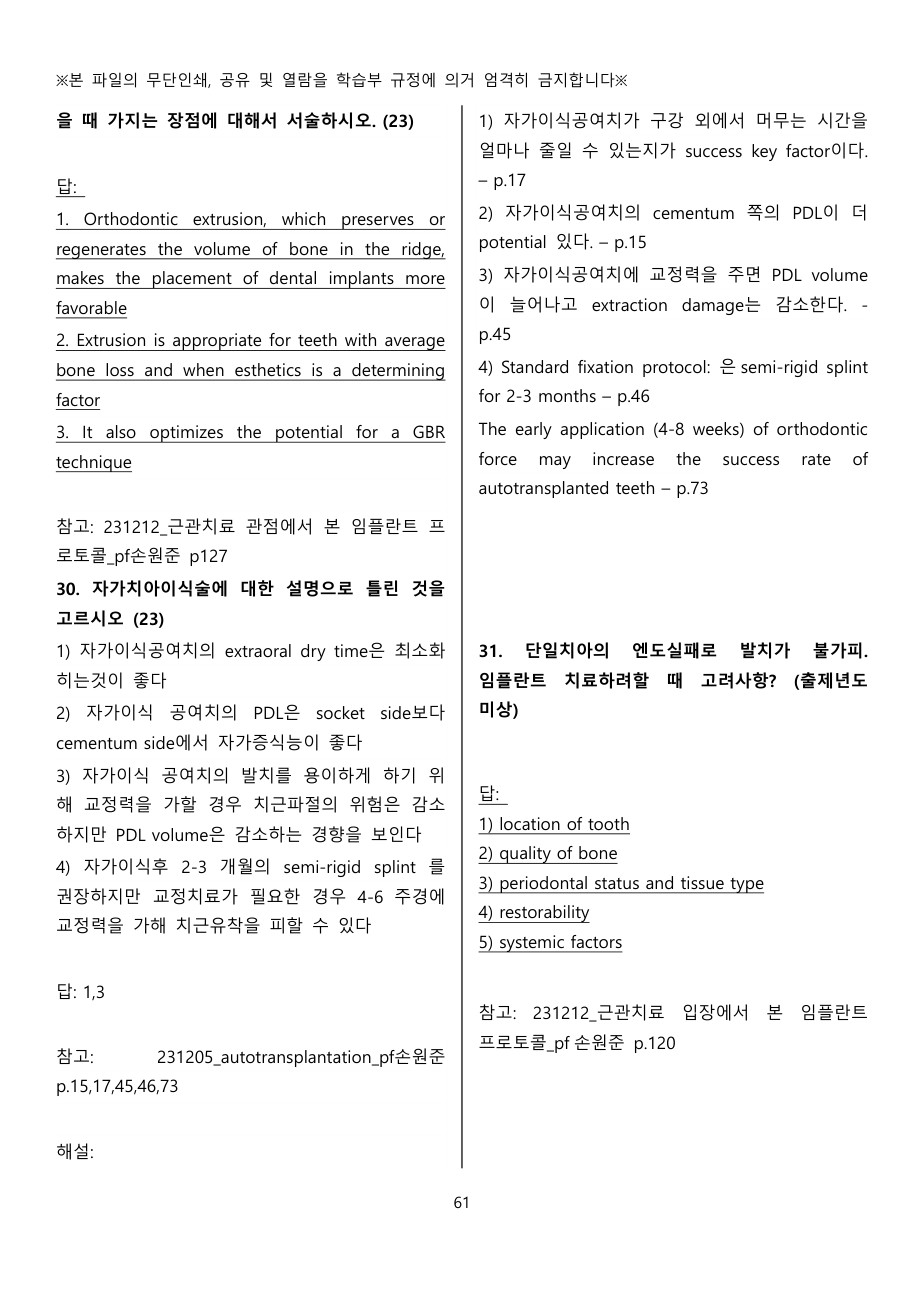 ※본 파일의 무단인쇄, 공유 및 열람을 학습부 규정에 의거 엄격히 금지합니다※
을 때 가지는 장점에 대해서 서술하시오. (23)
답:
1. Orthodontic extrusion, which preserves or
regenerates the volume of bone in the ridge,
makes the placement of dental implants more
favorable
2. Extrusion is appropriate for teeth with average
bone loss and when esthetics is a determining
factor
3. It also optimizes the potential for a GBR
technique
참고: 231212_근관치료 관점에서 본 임플란트 프
로토콜_pf손원준 p127
30. 자가치아이식술에 대한 설명으로 틀린 것을
고르시오 (23)
1) 자가이식공여치의 extraoral dry time은 최소화
히는것이 좋다
2) 자가이식 공여치의 PDL은 socket side보다
cementum side에서 자가증식능이 좋다
3) 자가이식 공여치의 발치를 용이하게 하기 위
해 교정력을 가할 경우 치근파절의 위험은 감소
하지만 PDL volume은 감소하는 경향을 보인다
4) 자가이식후 2-3 개월의 semi-rigid splint 를
권장하지만 교정치료가 필요한 경우 4-6 주경에
교정력을 가해 치근유착을 피할 수 있다
답: 1,3
참고: 231205_autotransplantation_pf손원준
p.15,17,45,46,73
해설:
1) 자가이식공여치가 구강 외에서 머무는 시간을
얼마나 줄일 수 있는지가 success key factor이다.
– p.17
2) 자가이식공여치의 cementum 쪽의 PDL이 더
potential 있다. – p.15
3) 자가이식공여치에 교정력을 주면 PDL volume
이 늘어나고 extraction damage는 감소한다. -
p.45
4) Standard fixation protocol: 은 semi-rigid splint
for 2-3 months – p.46
The early application (4-8 weeks) of orthodontic
force may increase the success rate of
autotransplanted teeth – p.73
31. 단일치아의 엔도실패로 발치가 불가피.
임플란트 치료하려할 때 고려사항? (출제년도
미상)
답:
1) location of tooth
2) quality of bone
3) periodontal status and tissue type
4) restorability
5) systemic factors
참고: 231212_근관치료 입장에서 본 임플란트
프로토콜_pf 손원준 p.120
61